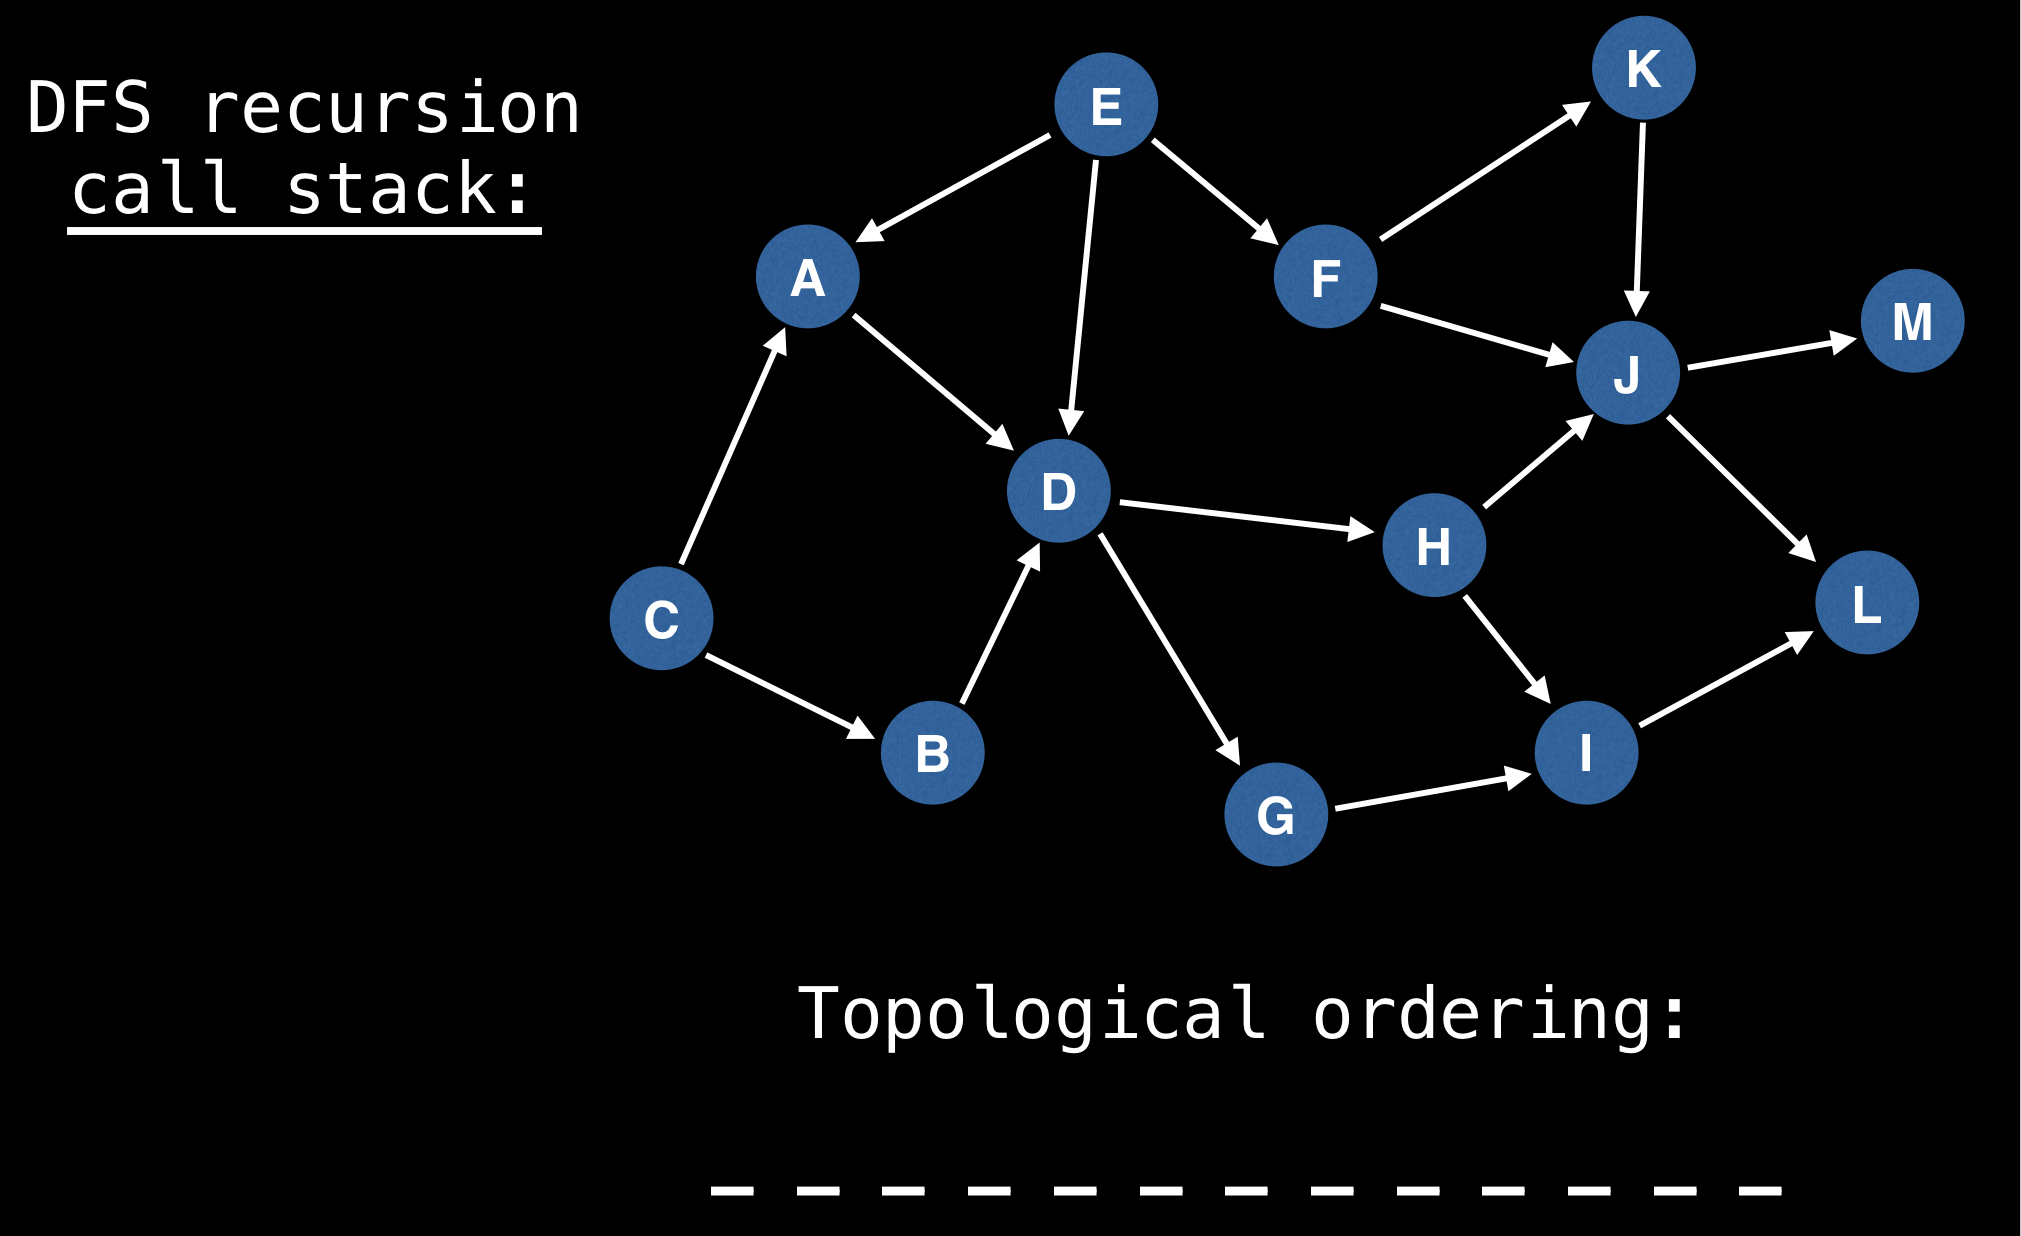 DFS recursion
call stack:
E
K
A
F
M
J
D
H
C
L
B
I
G
Topological ordering:
_ _ _ _ _ _ _ _ _ _ _ _ _